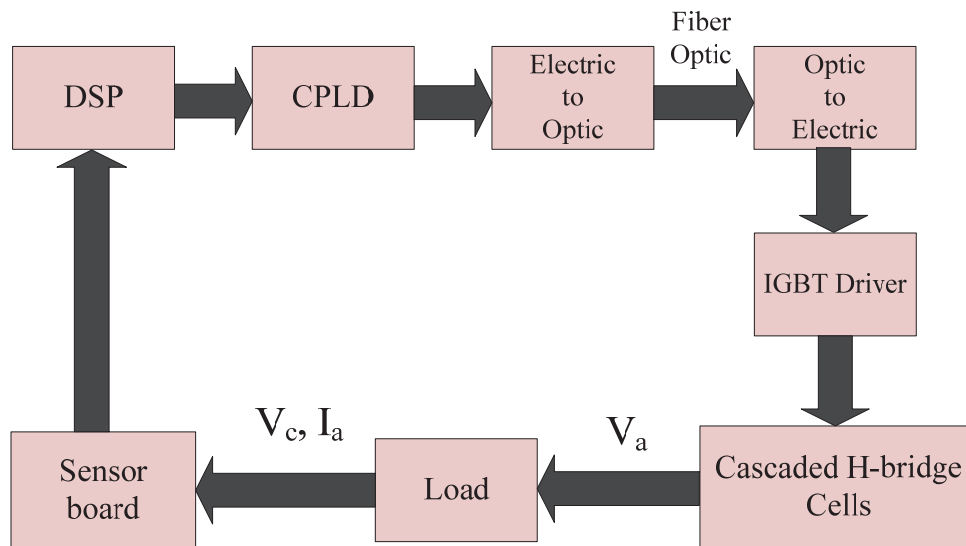 DSP
CPLD
Electric
to
Optic
Fiber
Optic
Optic
to
Electric
IGBT Driver
Cascaded H-bridge
Cells
Va
Load
Vc, Ia
Sensor
board